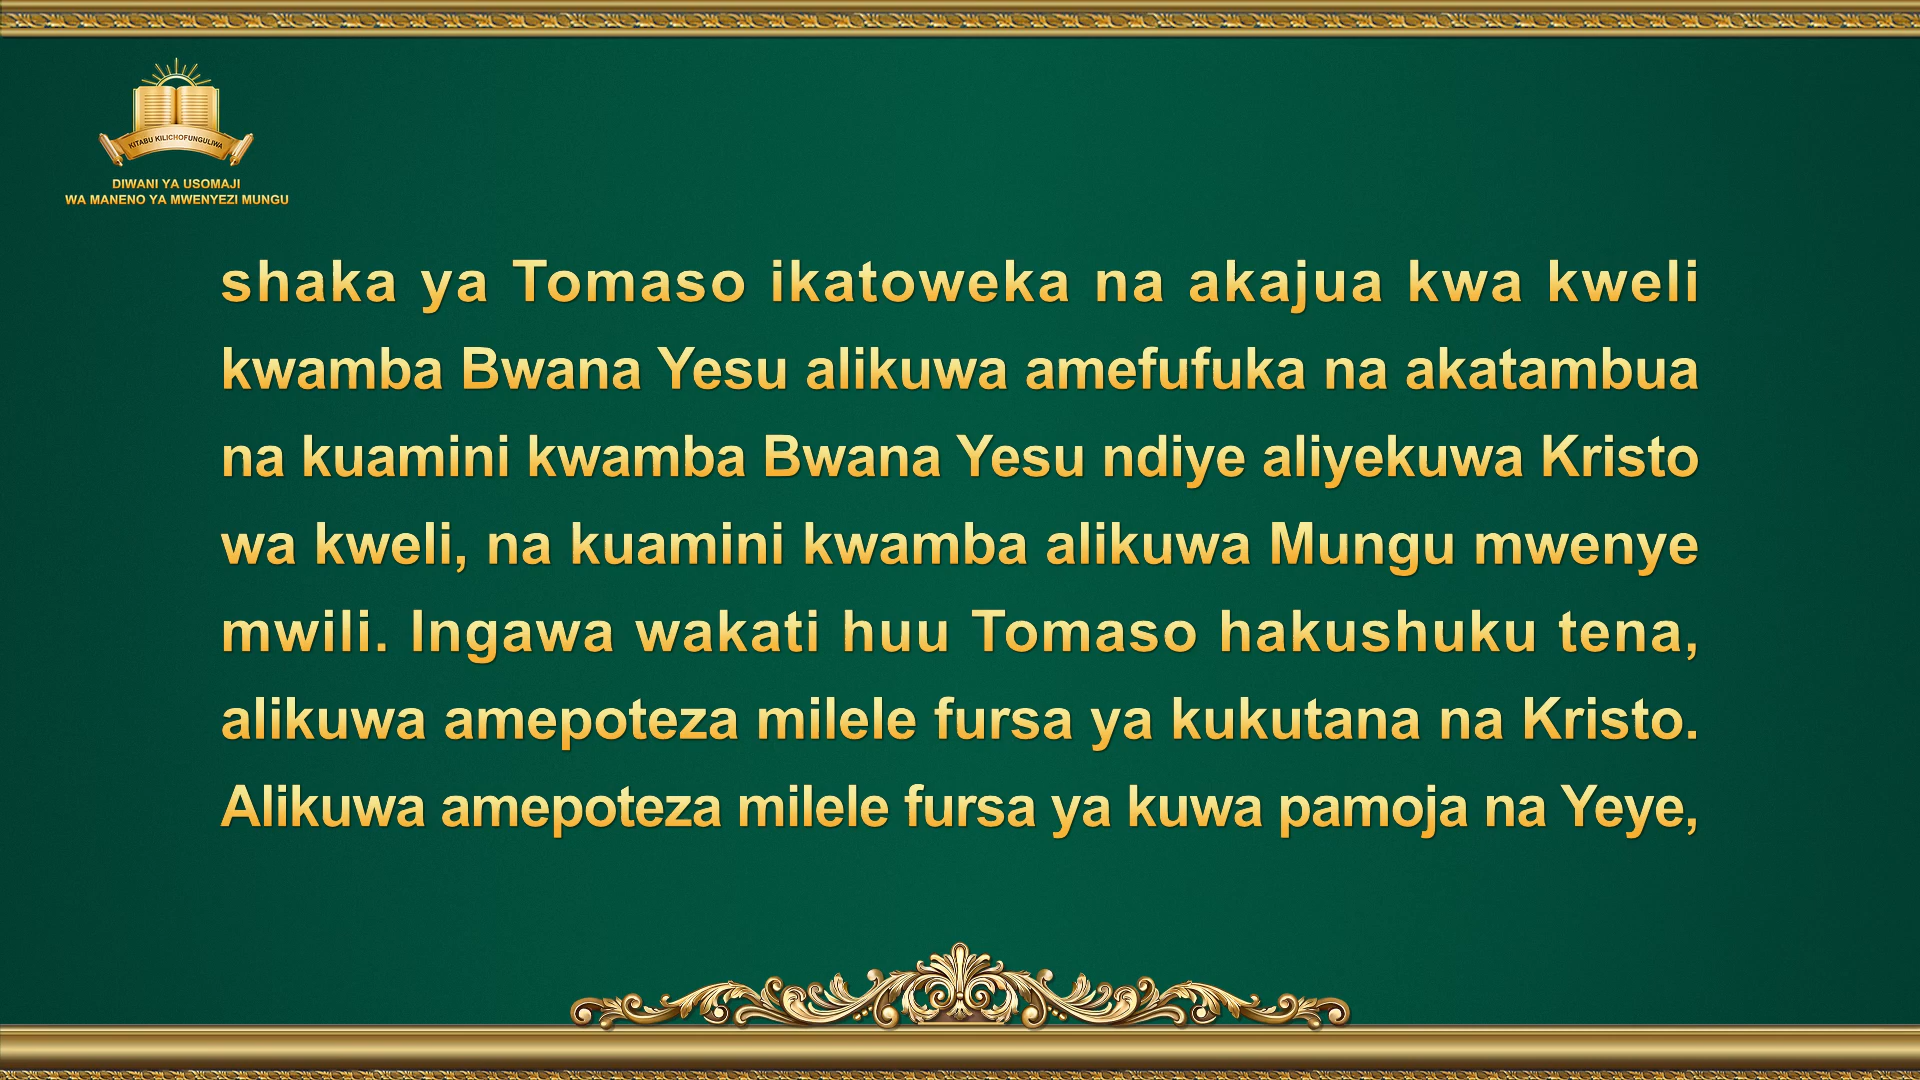 KITABU KILICHOFUNGULIWA
DIWANI YA USOMAJI
WA MANENO YA MWENYEZI MUNGU
shaka ya Tomaso ikatoweka na akajua kwa kweli
kwamba Bwana Yesu alikuwa amefufuka na akatambua
na kuamini kwamba Bwana Yesu ndiye aliyekuwa Kristo
wa kweli, na kuamini kwamba alikuwa Mungu mwenye
mwili. Ingawa wakati huu Tomaso hakushuku tena,
alikuwa amepoteza milele fursa ya kukutana na Kristo.
Alikuwa amepoteza milele fursa ya kuwa pamoja na Yeye,